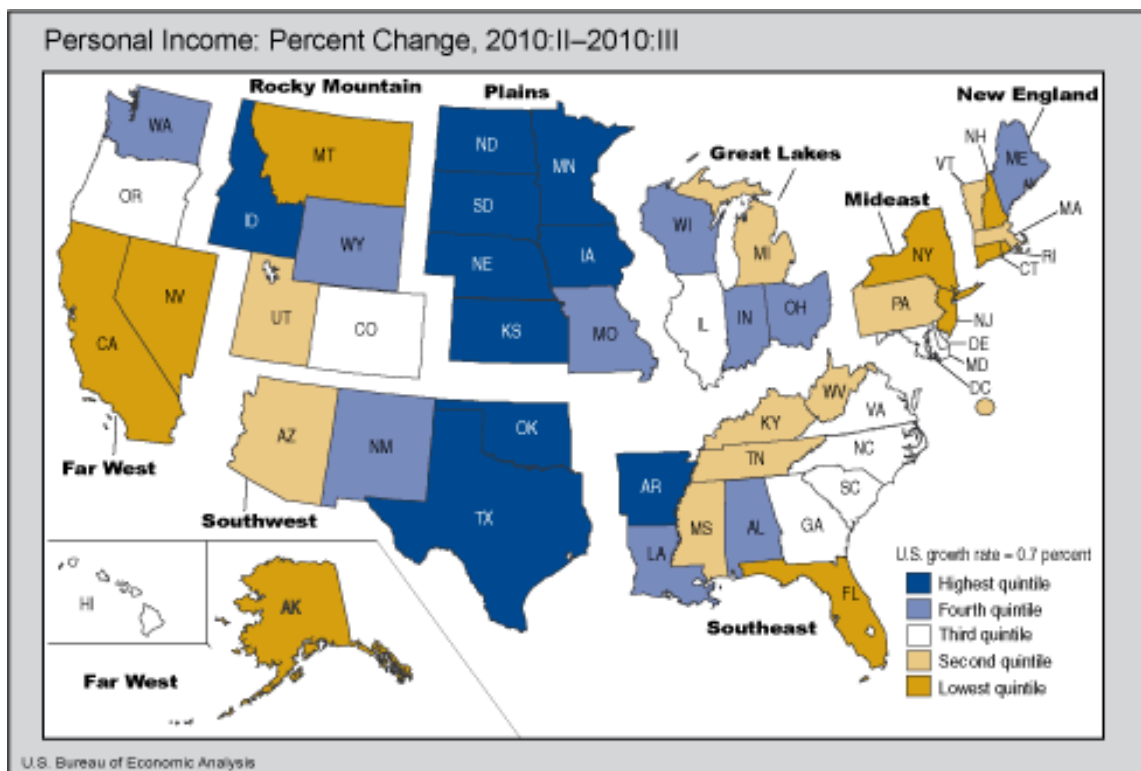 Personal Income: Percent Change, 2010:II–2010:III
Rocky Mountain
Plains
New England
WA
MT
ND
MN
NH
ME
VT
Great Lakes
OR
ID
SD
WI
Mideast
MA
WY
IA
MI
NY
RI
CT
NE
NV
UT
CO
PA
CA
KS
MO
IL
IN
OH
NJ
DE
MD
DC
WV
VA
KY
AZ
NM
OK
NC
TN
Far West
AR
SC
TX
MS
AL
GA
Southwest
LA
U.S. growth rate = 0.7 percent
Highest quintile
HI
AK
FL
Fourth quintile
Southeast
Third quintile
Far West
Second quintile
Lowest quintile
U.S. Bureau of Economic Analysis